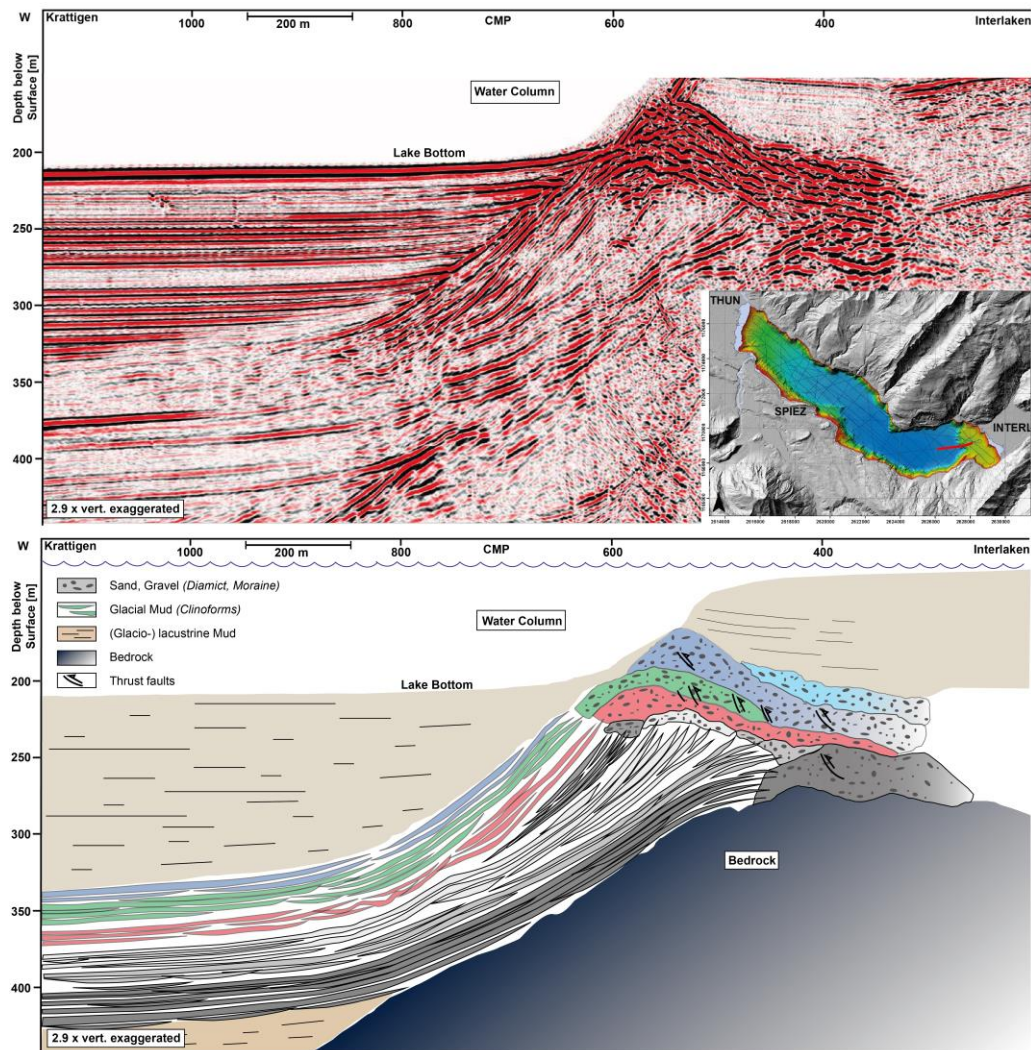 W Krattigen 1000 200 m 800 CMP 600 400 Interlaken
Depth below
Surface [m]
Water Column
Lake Bottom
200
250
300
350
400
2.9 x vert. exaggerated
THUN
SPIEZ
INTERL
W Krattigen 1000 200 m 800 CMP 600 400 Interlaken
Depth below
Surface [m]
Sand, Gravel (Diamict, Moraine)
Glacial Mud (Clinoforms)
(Glacio-) lacustrine Mud
Bedrock
Thrust faults
Water Column
Lake Bottom
200
250
300
350
400
Bedrock
2.9 x vert. exaggerated